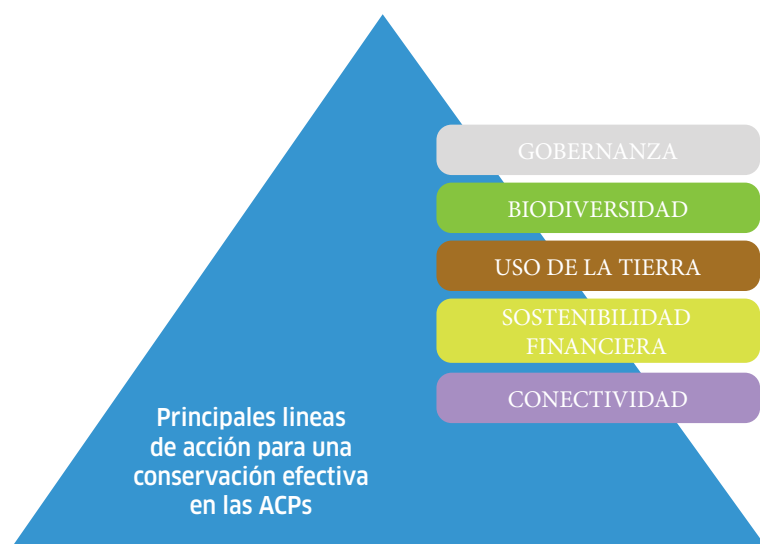 GOBERNANZA
BIODIVERSIDAD
USO DE LA TIERRA
SOSTENIBILIDAD
FINANCIERA
CONECTIVIDAD
Principales lineas
de acción para una
conservación efectiva
en las ACPs